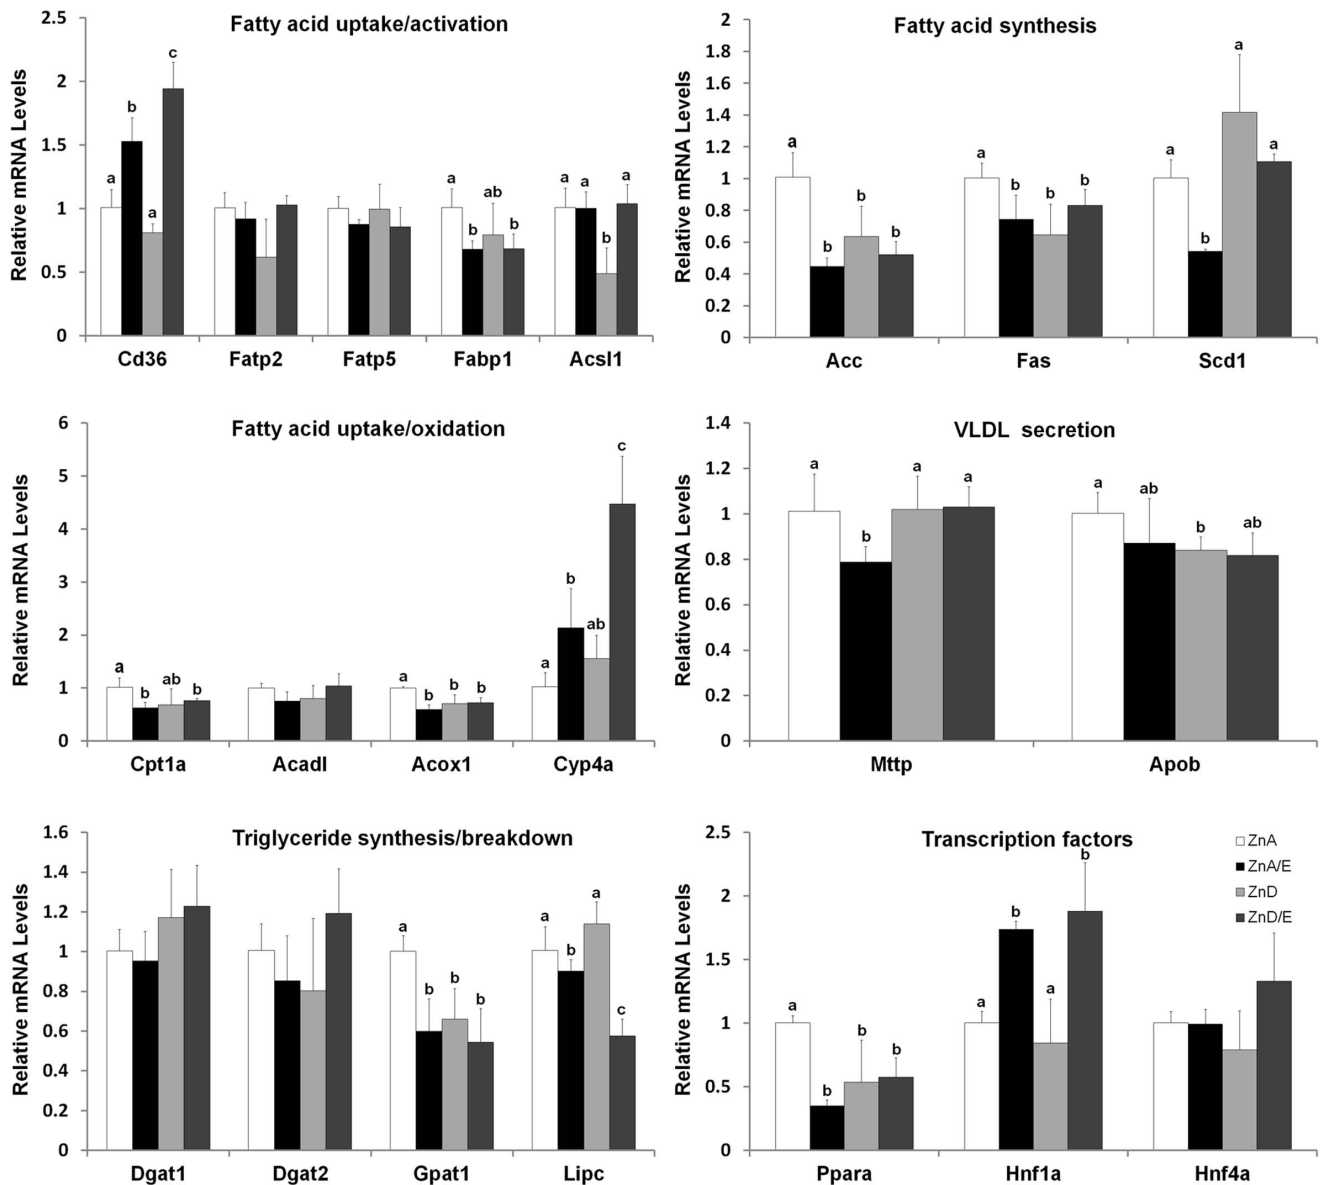 Fatty acid uptake/activation
Relative mRNA Levels
2.5
2
1.5
1
0.5
0
a b a c
a b ab b
a a b a
Cd36 Fatp2 Fatp5 Fabp1 Acsl1
Fatty acid synthesis
Relative mRNA Levels
2
1.8
1.6
1.4
1.2
1
0.8
0.6
0.4
0.2
0
a b b b
a b b b
a b a a
Acc Fas Scd1
Fatty acid uptake/oxidation
Relative mRNA Levels
6
5
4
3
2
1
0
a b ab b
a b b b
a b ab c
Cpt1a Acadl Acox1 Cyp4a
VLDL secretion
Relative mRNA Levels
1.4
1.2
1
0.8
0.6
0.4
0.2
0
a b a a
a ab b ab
Mttp Apob
Triglyceride synthesis/breakdown
Relative mRNA Levels
1.6
1.4
1.2
1
0.8
0.6
0.4
0.2
0
a b b b
a b a c
Dgat1 Dgat2 Gpat1 Lipc
Transcription factors
Relative mRNA Levels
2.5
2
1.5
1
0.5
0
a b b b
a b a b
ZnA
ZnA/E
ZnD
ZnD/E
Ppara Hnf1a Hnf4a